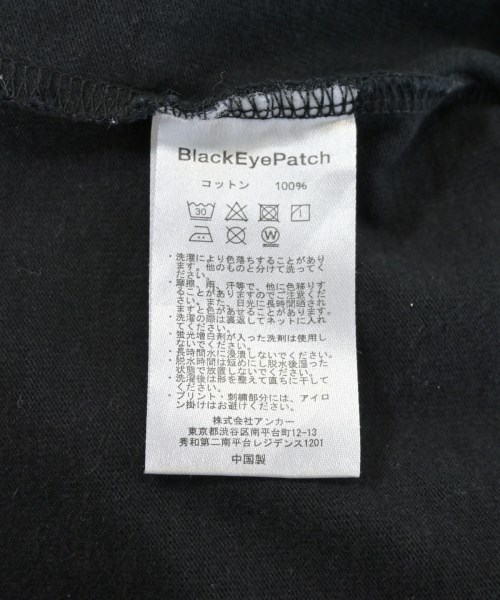 BlackEyePatch
コットン 100%
30
W
・洗濯により色落ちすることがあり
ます。他のものと分けて洗ってく
ださい。
・摩擦、雨、汗等で、他に色移りす
ることがありますのでご注意くだ
さい。また、日光に長時間晒され
ますと色があせることがあります。
・洗濯の際は裏返してネットに入れ
てください。
・蛍光増白剤が入った洗剤は使用し
ないでください。
・長時間水に浸漬しないでください。
・脱水時間は短めにし脱水後湿った
状態で放置しないでください。
・洗濯後は形を整えて直ちに干して
ください。
・プリント・刺繍部分には、アイロ
ン掛けはお避けください。
株式会社アンカー
東京都渋谷区南平台町12-13
秀和第二南平台レジデンス1201
中国製